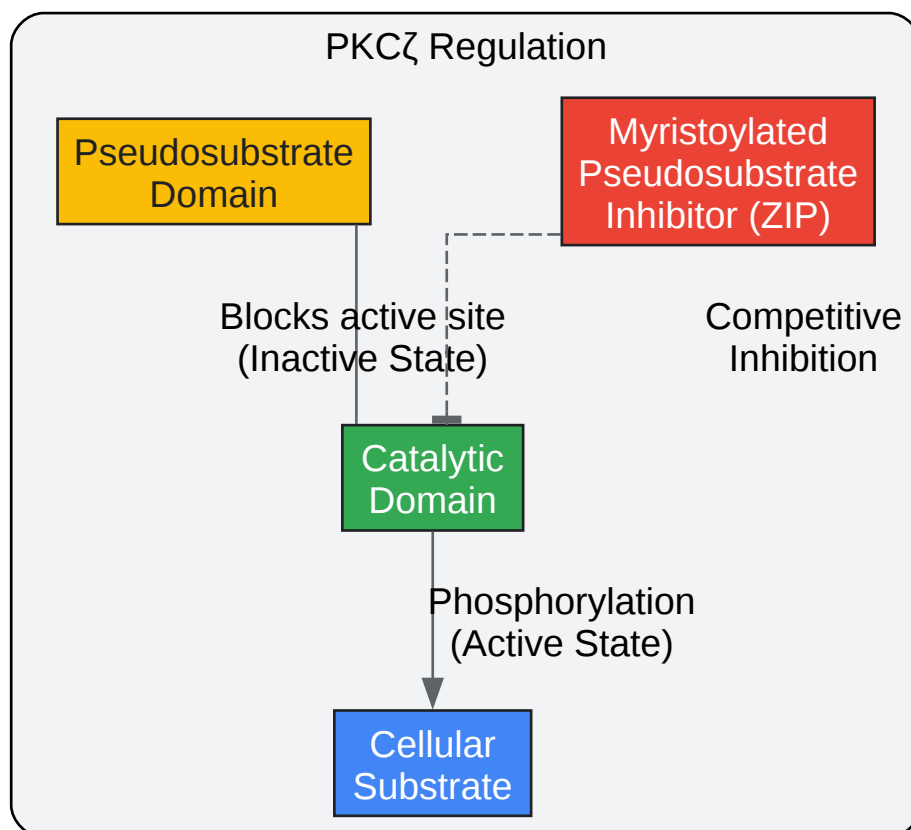 PKCζ Regulation
Pseudosubstrate
Domain
Myristoylated
Pseudosubstrate
Inhibitor (ZIP)
Blocks active site
(Inactive State)
Competitive
Inhibition
Catalytic
Domain
Phosphorylation
(Active State)
Cellular
Substrate